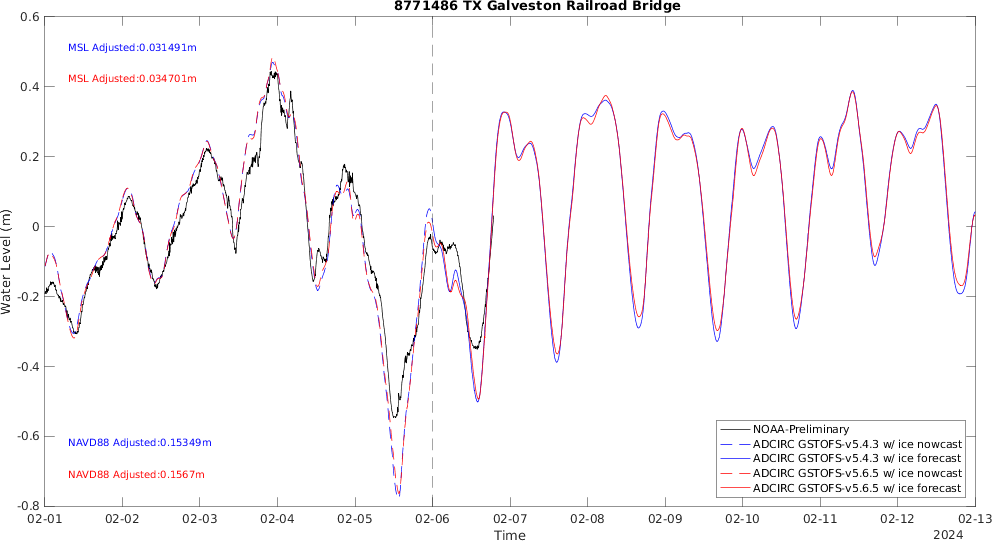 8771486 TX Galveston Railroad Bridge
0.6
0.4
0.2
0
-0.2
-0.4
-0.6
-0.8
Water Level (m)
MSL Adjusted:0.031491m
MSL Adjusted:0.034701m
NAVD88 Adjusted:0.15349m
NAVD88 Adjusted:0.1567m
NOAA-Preliminary
ADCIRC GSTOFS-v5.4.3 w/ ice nowcast
ADCIRC GSTOFS-v5.4.3 w/ ice forecast
ADCIRC GSTOFS-v5.6.5 w/ ice nowcast
ADCIRC GSTOFS-v5.6.5 w/ ice forecast
02-01 02-02 02-03 02-04 02-05 02-06 02-07 02-08 02-09 02-10 02-11 02-12 02-13
Time
2024